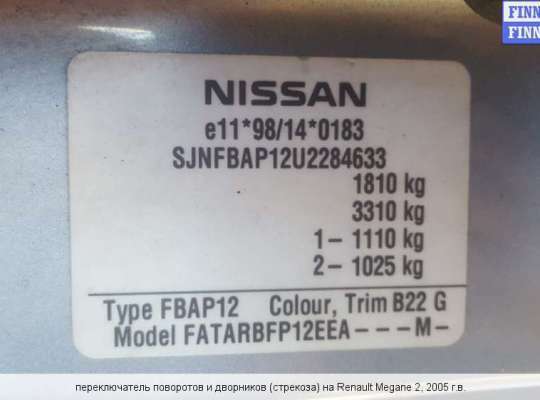 FINN
FINN
NISSAN
e11*98/14*0183
SJNFBAP12U2284633
1810 kg
3310 kg
1 – 1110 kg
2 – 1025 kg
Type FBAP12 Colour, Trim B22 G
Model FATARBFP12EEA – – – M –
переключатель поворотов и дворников (стрекоза) на Renault Megane 2, 2005 г.в.